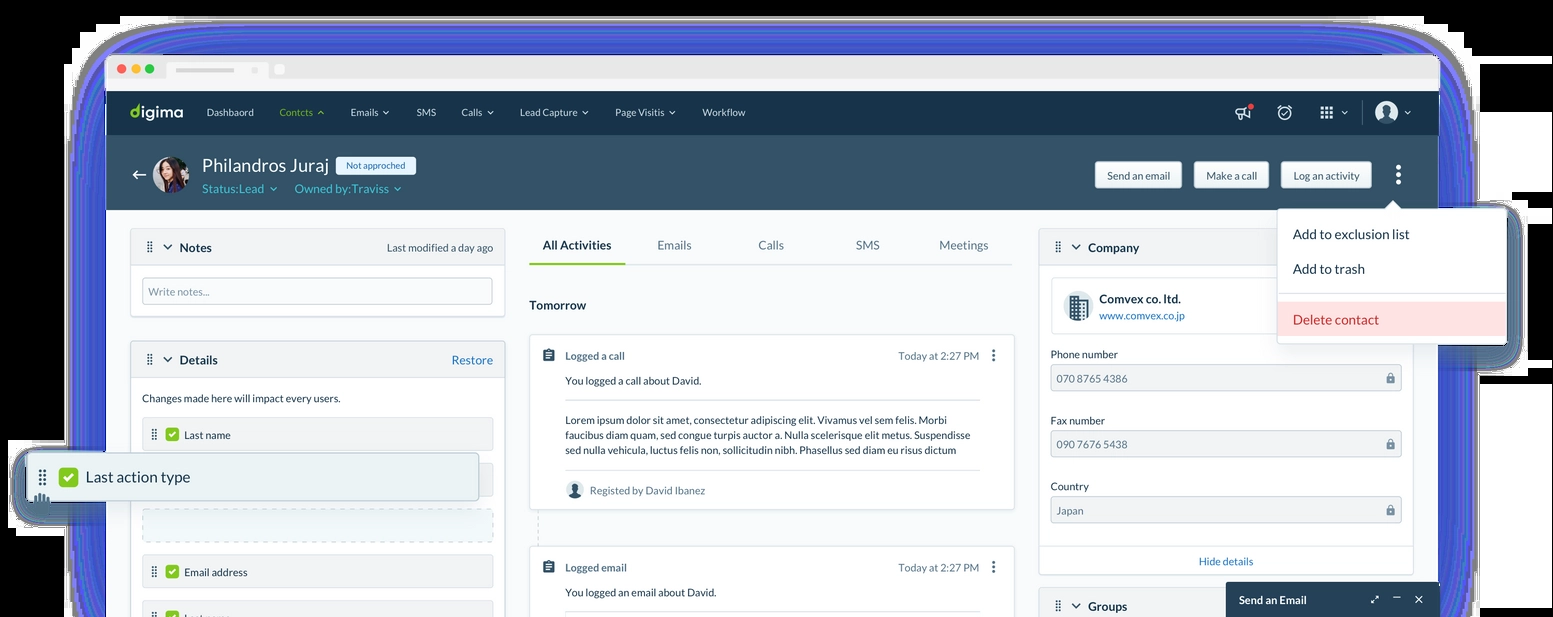 digima
Dashbaord
Contcts
Emails
SMS
Calls
Lead Capture
Page Visitis
Workflow
Philandros Juraj
Not approched
Status:Lead
Owned by:Traviss
Send an email
Make a call
Log an activity
Add to exclusion list
Add to trash
Delete contact
Notes
Last modified a day ago
Write notes...
Details
Restore
Changes made here will impact every users.
Last name
Last action type
Email address
All Activities
Emails
Calls
SMS
Meetings
Tomorrow
Logged a call
Today at 2:27 PM
You logged a call about David.
Lorem ipsum dolor sit amet, consectetur adipiscing elit. Vivamus vel sem felis. Morbi
faucibus diam quam, sed congue turpis auctor a. Nulla scelerisque elit metus. Suspendisse
sed nulla vehicula, luctus felis non, sollicitudin nibh. Phasellus sed diam eu risus dictum
Registed by David Ibanez
Logged email
Today at 2:27 PM
You logged an email about David.
Company
Comvex co. ltd.
www.comvex.co.jp
Phone number
070 8765 4386
Fax number
090 7676 5438
Country
Japan
Hide details
Groups
Send an Email